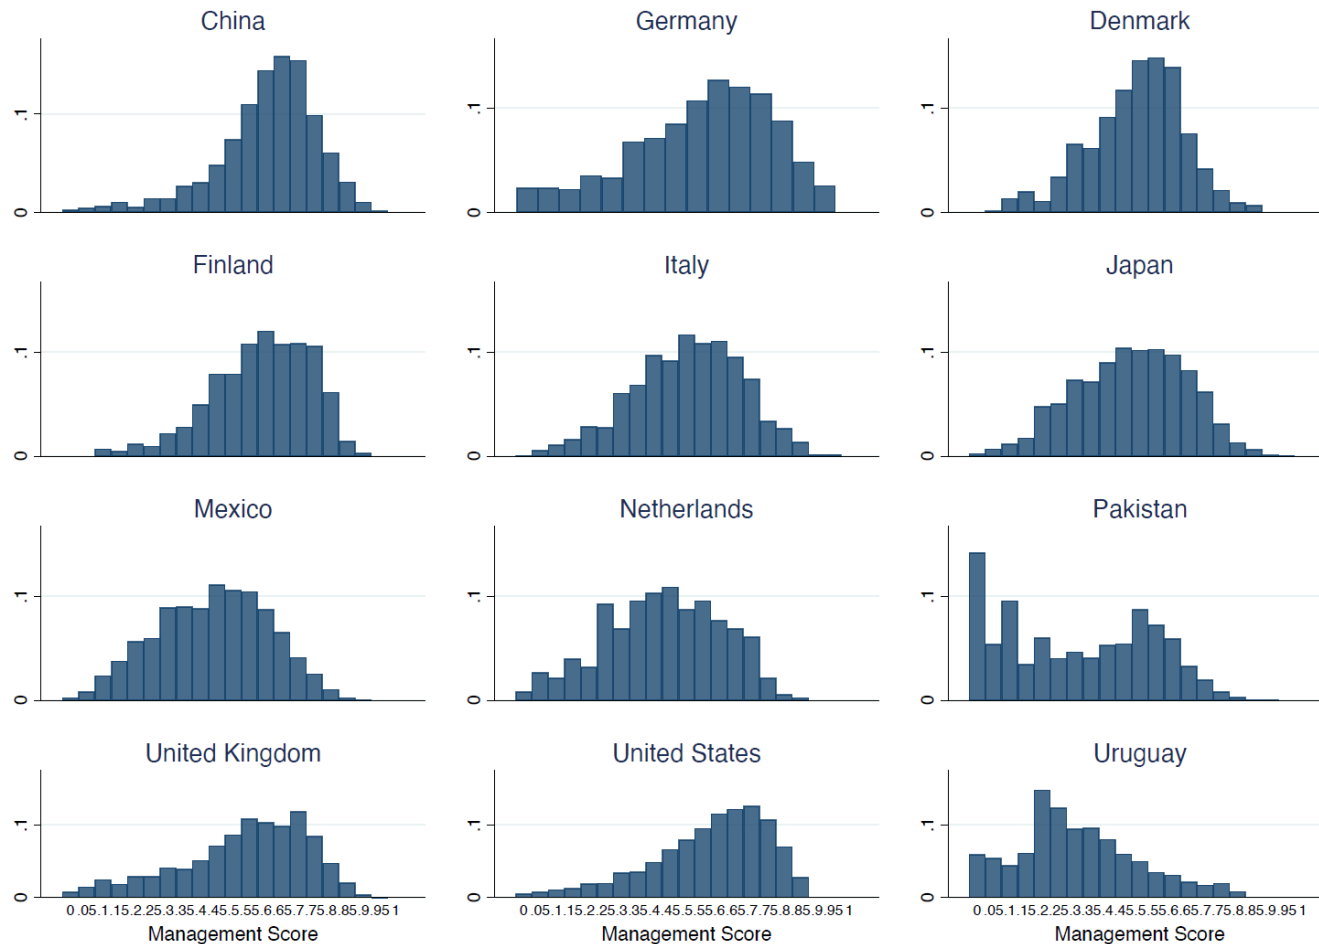 China Germany Denmark
.1 .1 .1
0 0 0
Finland Italy Japan
.1 .1 .1
0 0 0
Mexico Netherlands Pakistan
.1 .1 .1
0 0 0
United Kingdom United States Uruguay
.1 .1 .1
0 0 0
0 .05 .1 .15 .2 .25 .3 .35 .4 .45 .5 .55 .6 .65 .7 .75 .8 .85 .9 .95 1 0 .05 .1 .15 .2 .25 .3 .35 .4 .45 .5 .55 .6 .65 .7 .75 .8 .85 .9 .95 1 0 .05 .1 .15 .2 .25 .3 .35 .4 .45 .5 .55 .6 .65 .7 .75 .8 .85 .9 .95 1
Management Score Management Score Management Score